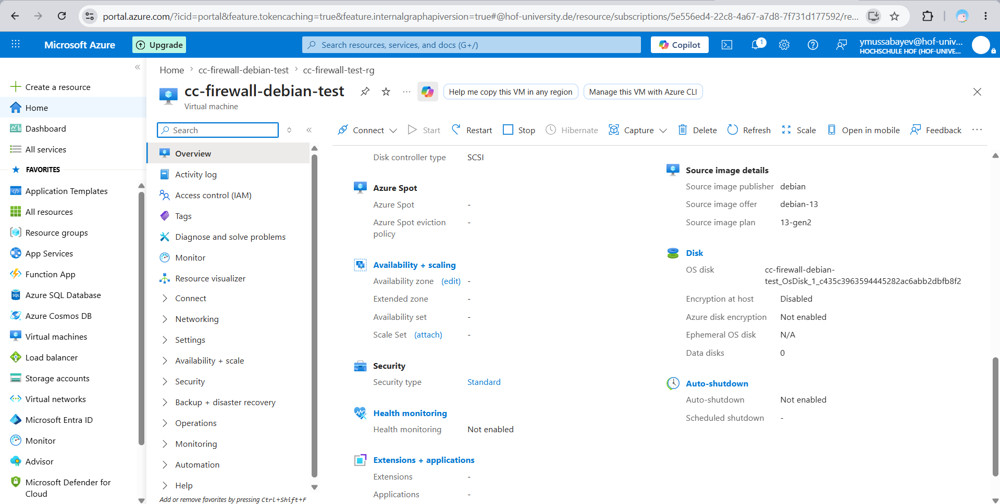 portal.azure.com/?icid=portal&feature.tokencaching=true&feature.internalgraphapiversion=true#@hof-university.de/resource/subscriptions/5e556ed4-22c8-4a67-a7d8-7f731d177592/re...
Microsoft Azure
Upgrade
Search resources, services, and docs (G+/)
Copilot
1
ymussabayev@hof-univ...
HOCHSCHULE HOF (HOF-UNIVE...
Create a resource
Home
Dashboard
All services
FAVORITES
Application Templates
All resources
Resource groups
App Services
Function App
Azure SQL Database
Azure Cosmos DB
Virtual machines
Load balancer
Storage accounts
Virtual networks
Microsoft Entra ID
Monitor
Advisor
Microsoft Defender for
Cloud
Home > cc-firewall-debian-test > cc-firewall-test-rg
cc-firewall-debian-test
Virtual machine
Help me copy this VM in any region
Manage this VM with Azure CLI
Search
Overview
Activity log
Access control (IAM)
Tags
Diagnose and solve problems
Monitor
Resource visualizer
Connect
Networking
Settings
Availability + scale
Security
Backup + disaster recovery
Operations
Monitoring
Automation
Help
Add or remove favorites by pressing Ctrl+Shift+F
Connect
Start
Restart
Stop
Hibernate
Capture
Delete
Refresh
Scale
Open in mobile
Feedback
Disk controller type SCSI
Azure Spot
Azure Spot -
Azure Spot eviction -
policy
Availability + scaling
Availability zone (edit) -
Extended zone -
Availability set -
Scale Set (attach) -
Security
Security type Standard
Health monitoring
Health monitoring Not enabled
Extensions + applications
Extensions -
Applications -
Source image details
Source image publisher debian
Source image offer debian-13
Source image plan 13-gen2
Disk
OS disk cc-firewall-debian-
test_OsDisk_1_c435c3963594445282ac6abb2dbfb8f2
Encryption at host Disabled
Azure disk encryption Not enabled
Ephemeral OS disk N/A
Data disks 0
Auto-shutdown
Auto-shutdown Not enabled
Scheduled shutdown -